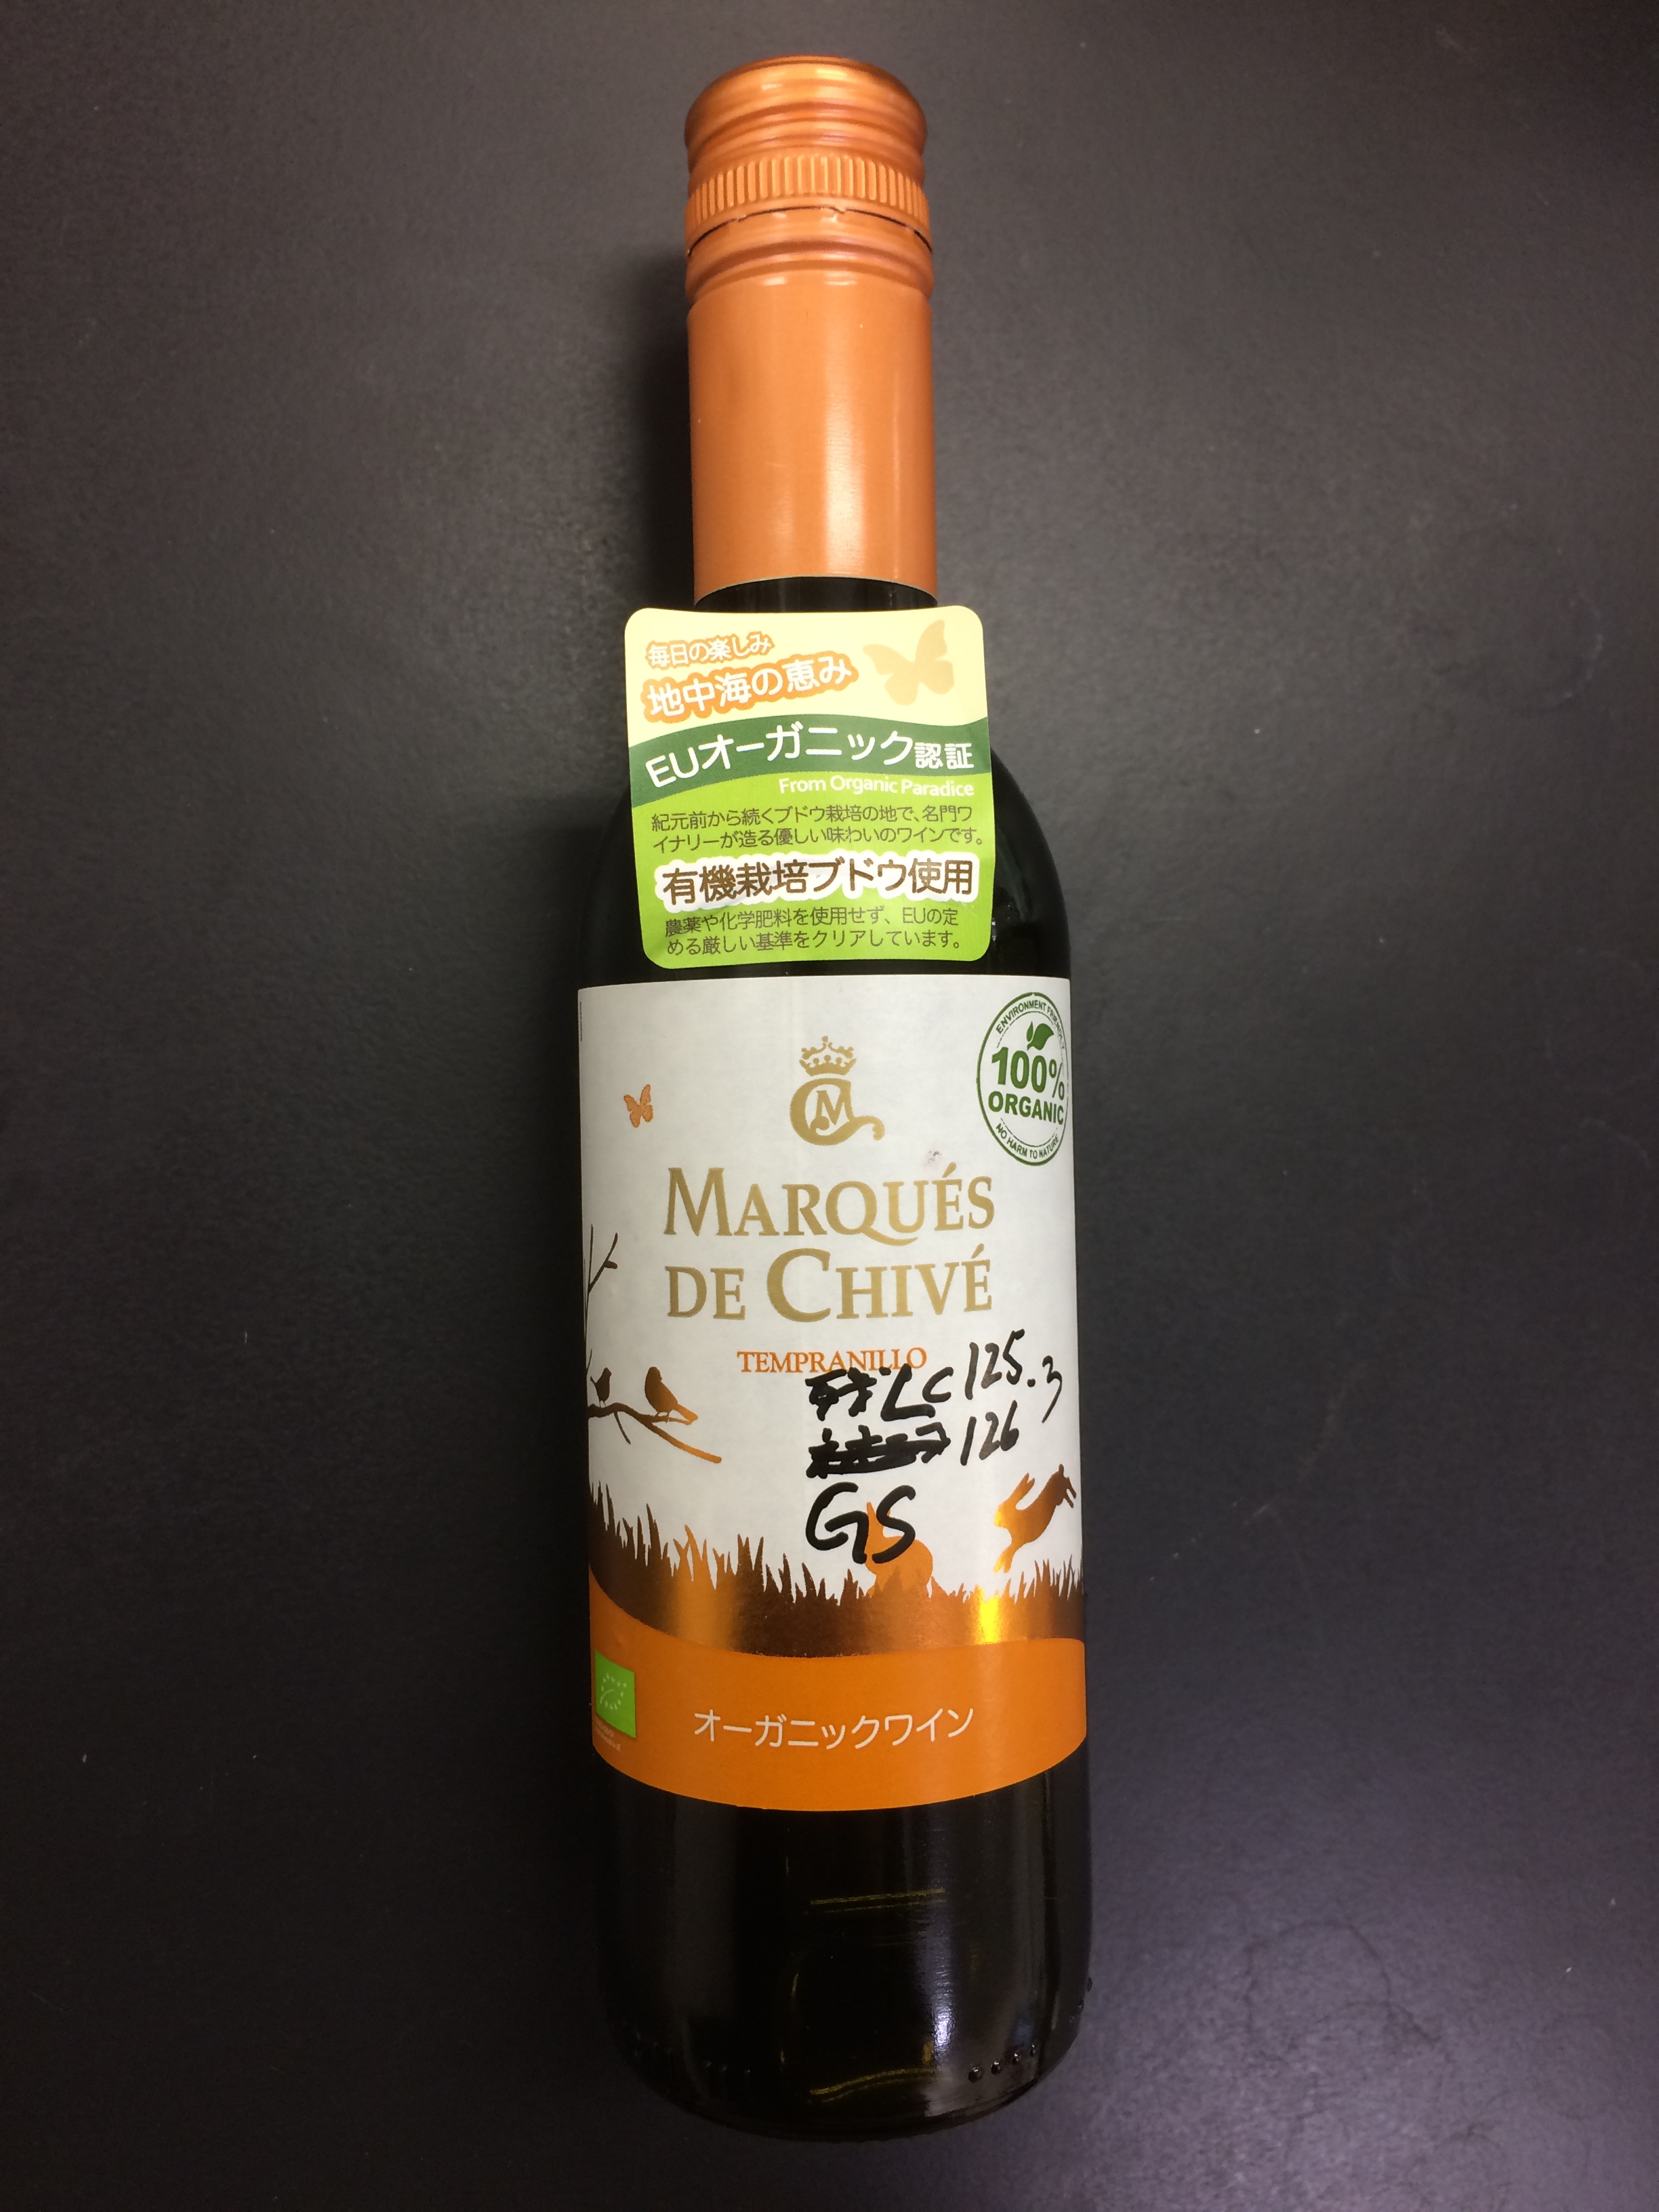 毎日の楽しみ
地中海の恵み
EUオーガニック認証
From Organic Paradice
紀元前から続くブドウ栽培の地で、名門ワ
イナリーが造る優しい味わいのワインです。
有機栽培ブドウ使用
農薬や化学肥料を使用せず、EUの定
める厳しい基準をクリアしています。
ENVIRONMENT FRIENDLY
100%
ORGANIC
NO HARM TO NATURE
CM
MARQUÉS
DE CHIVÉ
TEMPRANILLO
LC 125.3
126
GS
オーガニックワイン